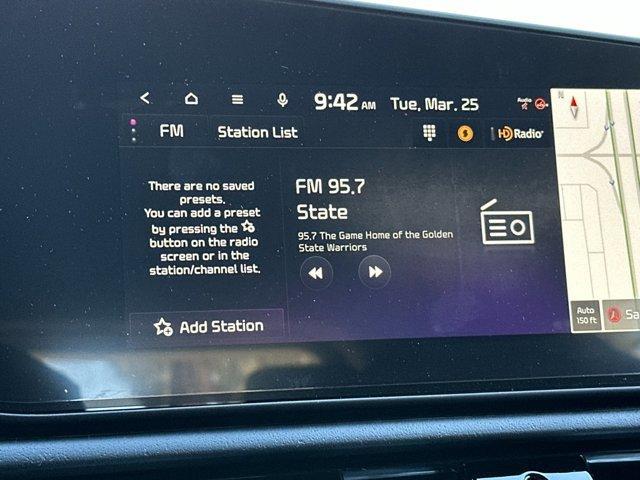 9:42 AM Tue, Mar. 25
Audio
N
FM Station List
HD Radio
There are no saved
presets.
You can add a preset
by pressing the
button on the radio
screen or in the
station/channel list.
Add Station
FM 95.7
State
95.7 The Game Home of the Golden
State Warriors
Auto
150 ft
Sa